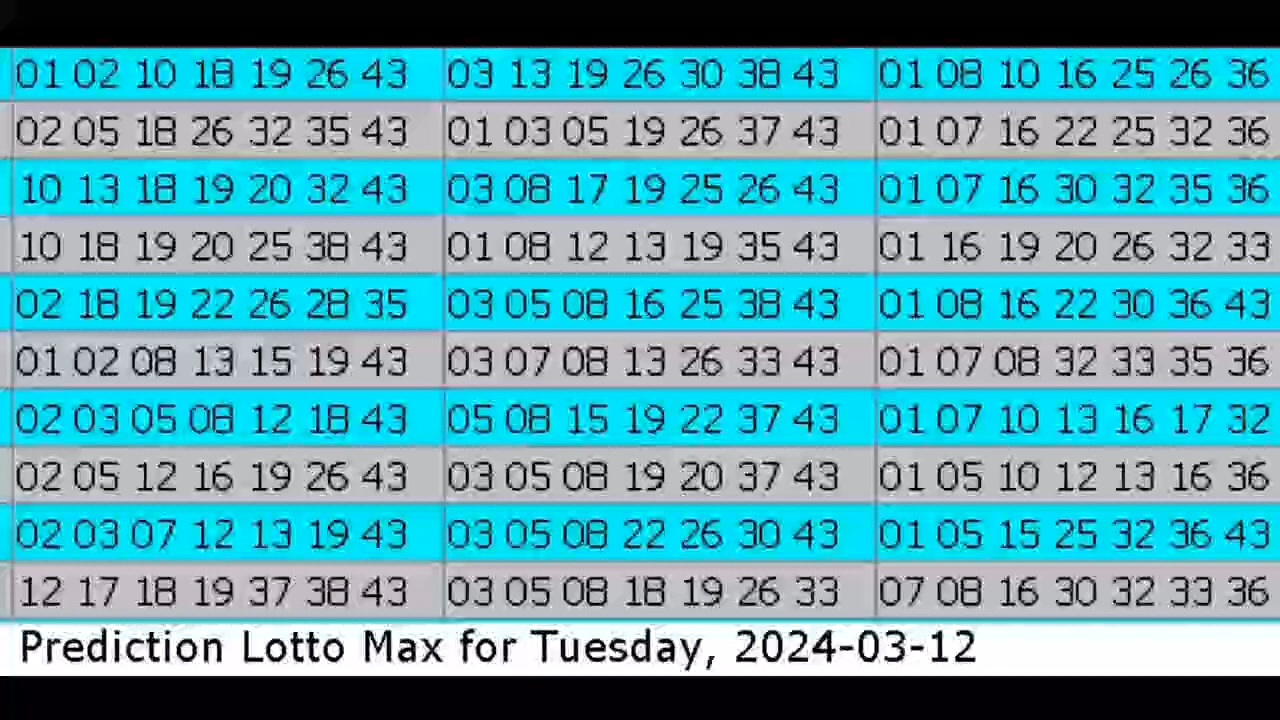 01 02 10 18 19 26 43 03 13 19 26 30 38 43 01 08 10 16 25 26 36
02 05 18 26 32 35 43 01 03 05 19 26 37 43 01 07 16 22 25 32 36
10 13 18 19 20 32 43 03 08 17 19 25 26 43 01 07 16 30 32 35 36
10 18 19 20 25 38 43 01 08 12 13 19 35 43 01 16 19 20 26 32 33
02 18 19 22 26 28 35 03 05 08 16 25 38 43 01 08 16 22 30 36 43
01 02 08 13 15 19 43 03 07 08 13 26 33 43 01 07 08 32 33 35 36
02 03 05 08 12 18 43 05 08 15 19 22 37 43 01 07 10 13 16 17 32
02 05 12 16 19 26 43 03 05 08 19 20 37 43 01 05 10 12 13 16 36
02 03 07 12 13 19 43 03 05 08 22 26 30 43 01 05 15 25 32 36 43
12 17 18 19 37 38 43 03 05 08 18 19 26 33 07 08 16 30 32 33 36
Prediction Lotto Max for Tuesday, 2024-03-12